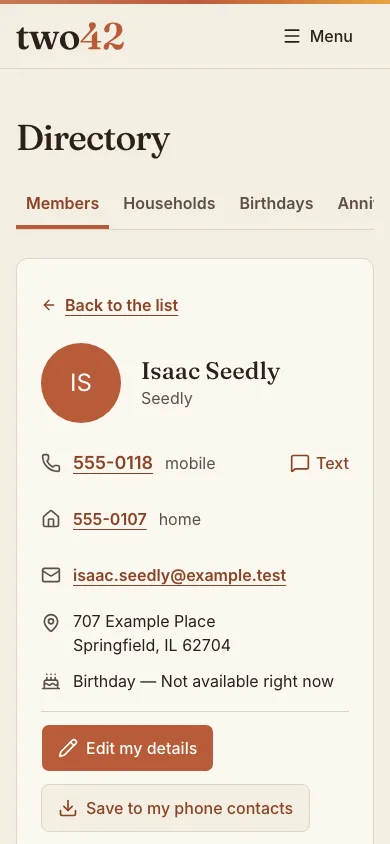 two42
Menu
Directory
Members Households Birthdays Anni
Back to the list
IS
Isaac Seedly
Seedly
555-0118 mobile Text
555-0107 home
isaac.seedly@example.test
707 Example Place
Springfield, IL 62704
Birthday — Not available right now
Edit my details
Save to my phone contacts